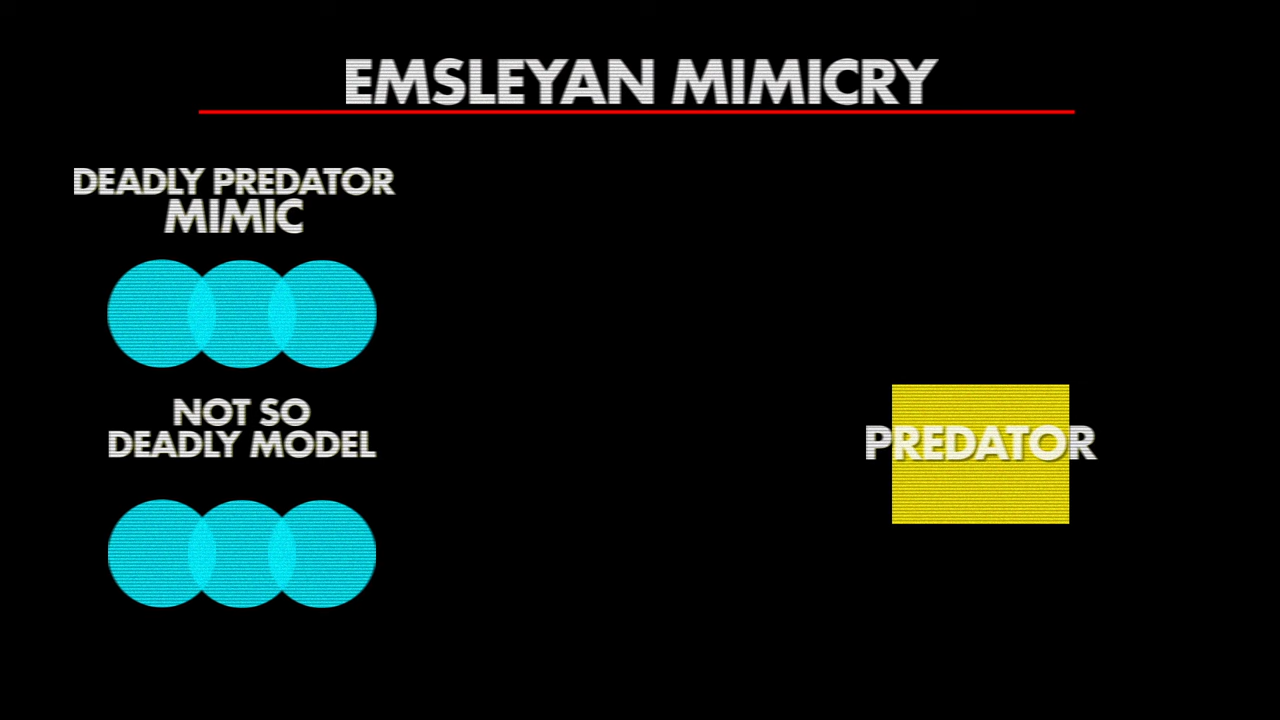 EMSLEYAN MIMICRY
DEADLY PREDATOR
MIMIC
NOT SO
DEADLY MODEL
PREDATOR